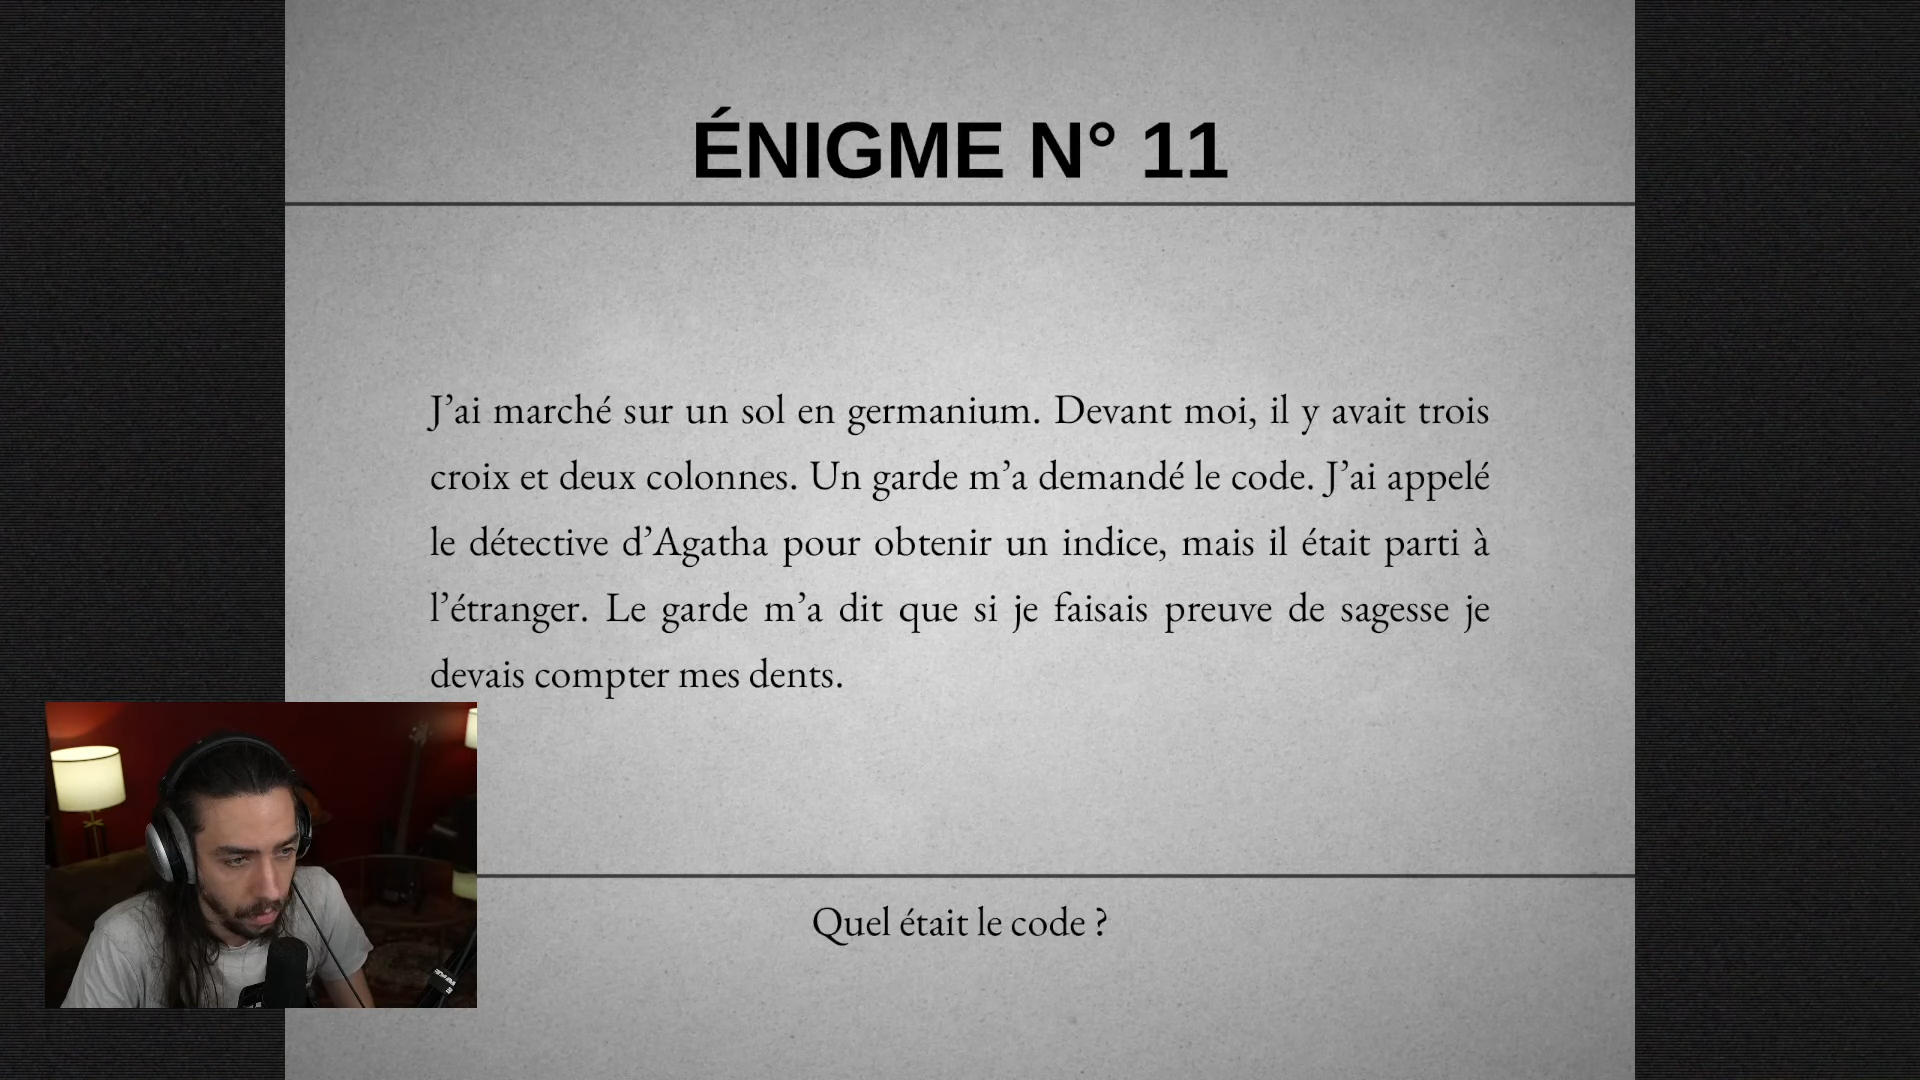 ÉNIGME N° 11
J’ai marché sur un sol en germanium. Devant moi, il y avait trois
croix et deux colonnes. Un garde m’a demandé le code. J’ai appelé
le détective d’Agatha pour obtenir un indice, mais il était parti à
l’étranger. Le garde m’a dit que si je faisais preuve de sagesse je
devais compter mes dents.
Quel était le code ?